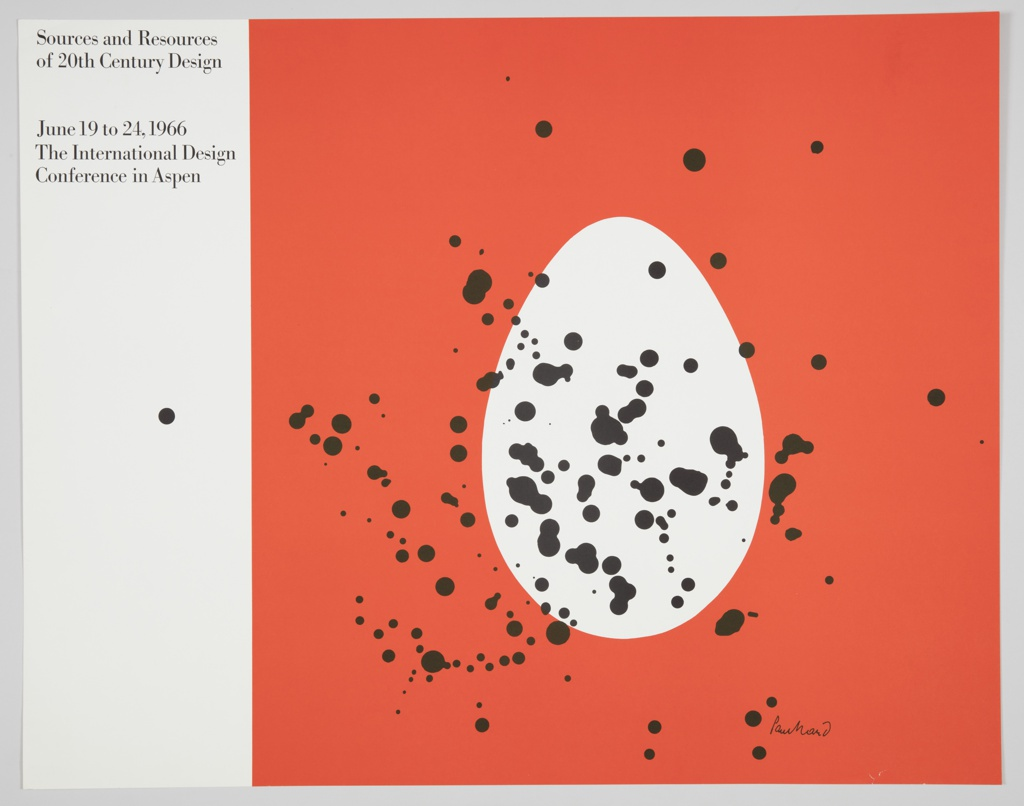 Sources and Resources
of 20th Century Design
June 19 to 24, 1966
The International Design
Conference in Aspen
Paul Rand